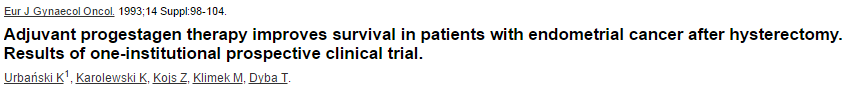 Eur J Gynaecol Oncol. 1993;14 Suppl:98-104.
Adjuvant progestagen therapy improves survival in patients with endometrial cancer after hysterectomy.
Results of one-institutional prospective clinical trial.
Urbański K1, Karolewski K, Kojs Z, Klimek M, Dyba T.